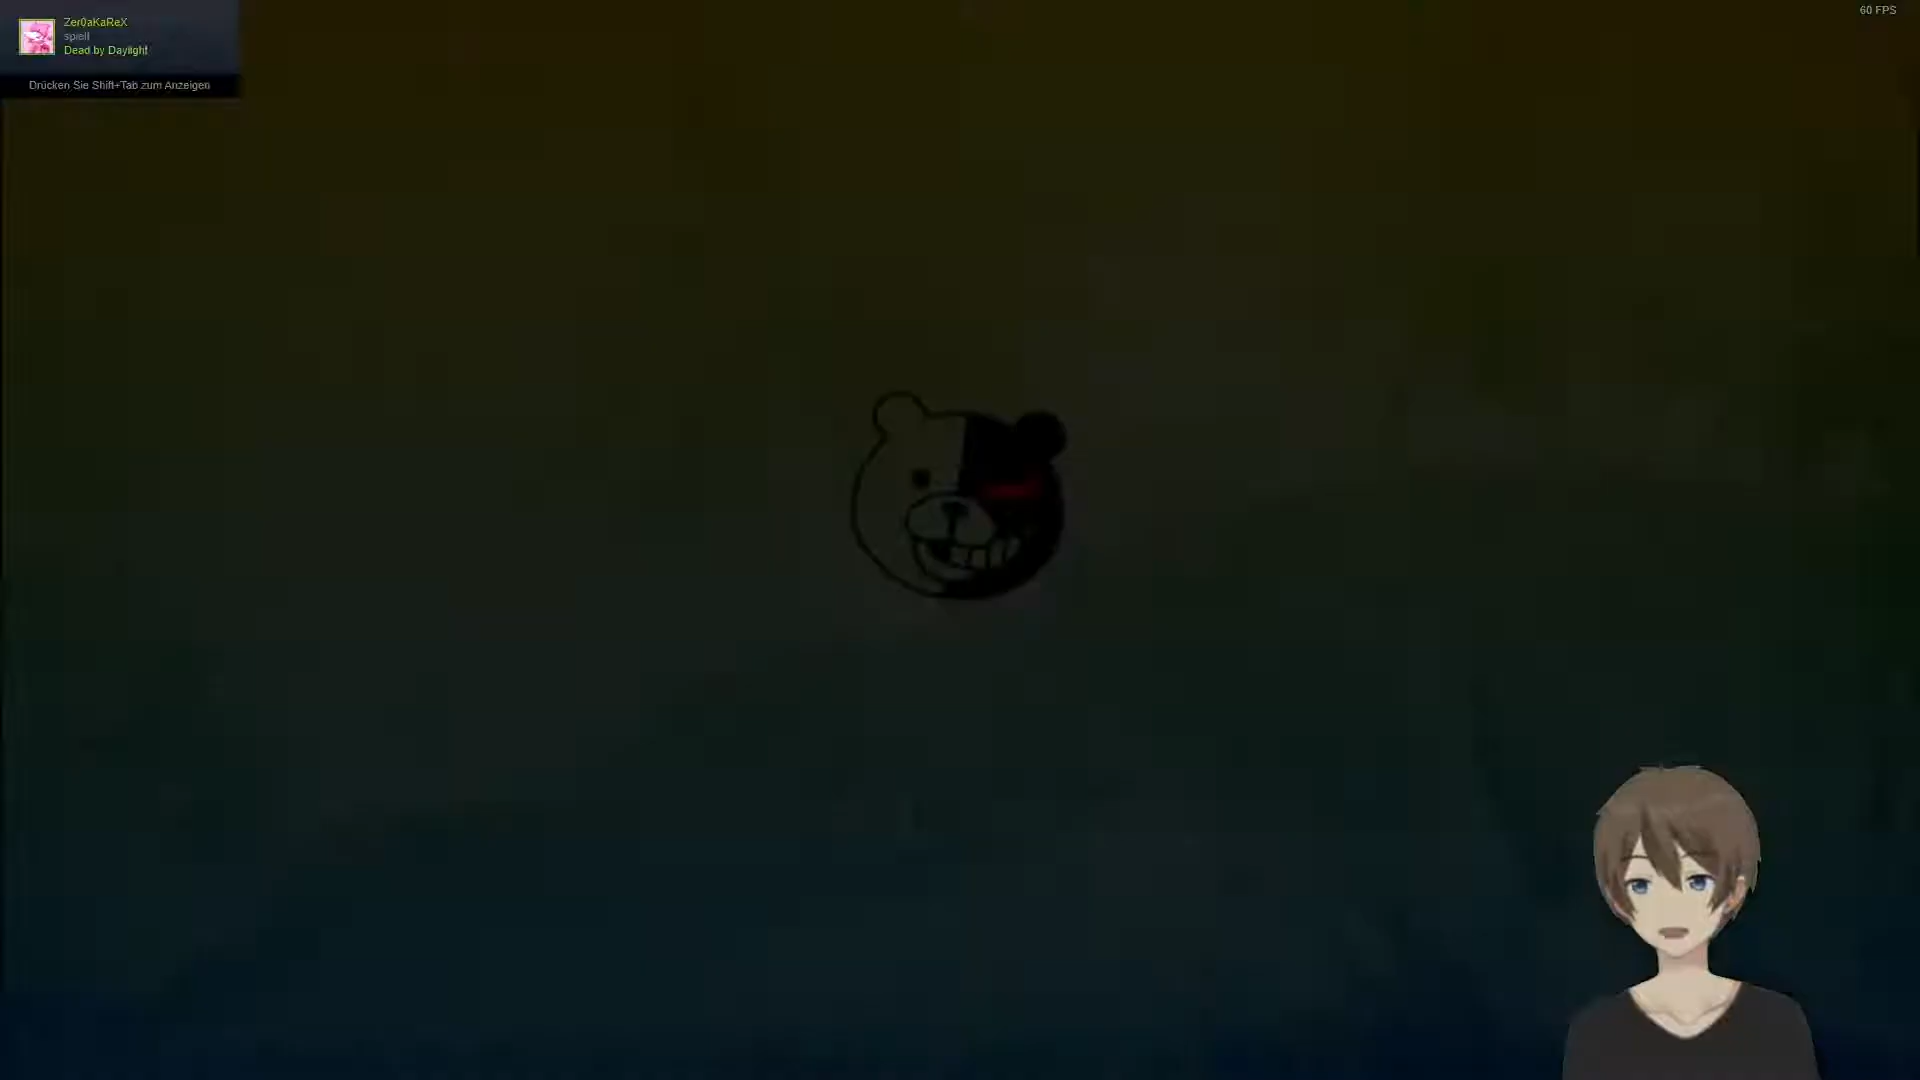 Zer0aKaReX
spielt
Dead by Daylight
Drücken Sie Shift+Tab zum Anzeigen
60 FPS